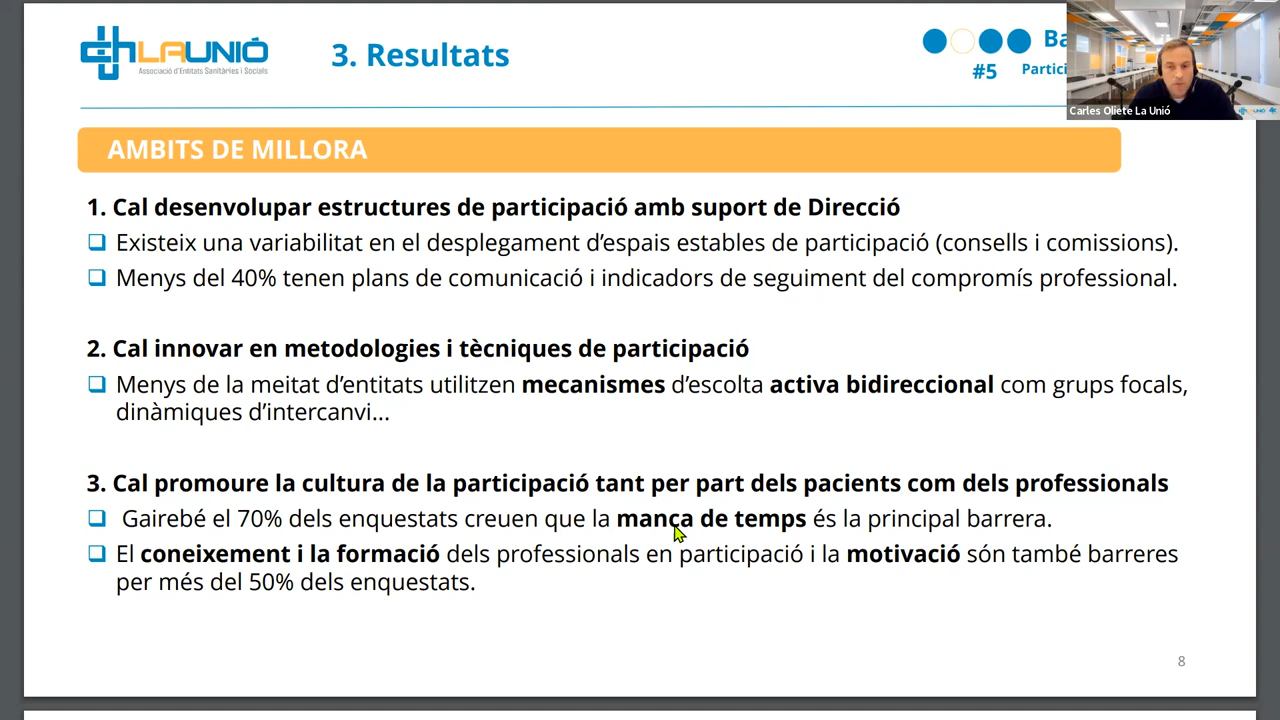 LAUNIÓ
Associació d'Entitats Sanitàries i Socials
3. Resultats
#5
Carles Oliete La Unió
AMBITS DE MILLORA
1. Cal desenvolupar estructures de participació amb suport de Direcció
Existeix una variabilitat en el desplegament d’espais estables de participació (consells i comissions).
Menys del 40% tenen plans de comunicació i indicadors de seguiment del compromís professional.
2. Cal innovar en metodologies i tècniques de participació
Menys de la meitat d’entitats utilitzen mecanismes d’escolta activa bidireccional com grups focals,
dinàmiques d’intercanvi...
3. Cal promoure la cultura de la participació tant per part dels pacients com dels professionals
Gairebé el 70% dels enquestats creuen que la manca de temps és la principal barrera.
El coneixement i la formació dels professionals en participació i la motivació són també barreres
per més del 50% dels enquestats.
8